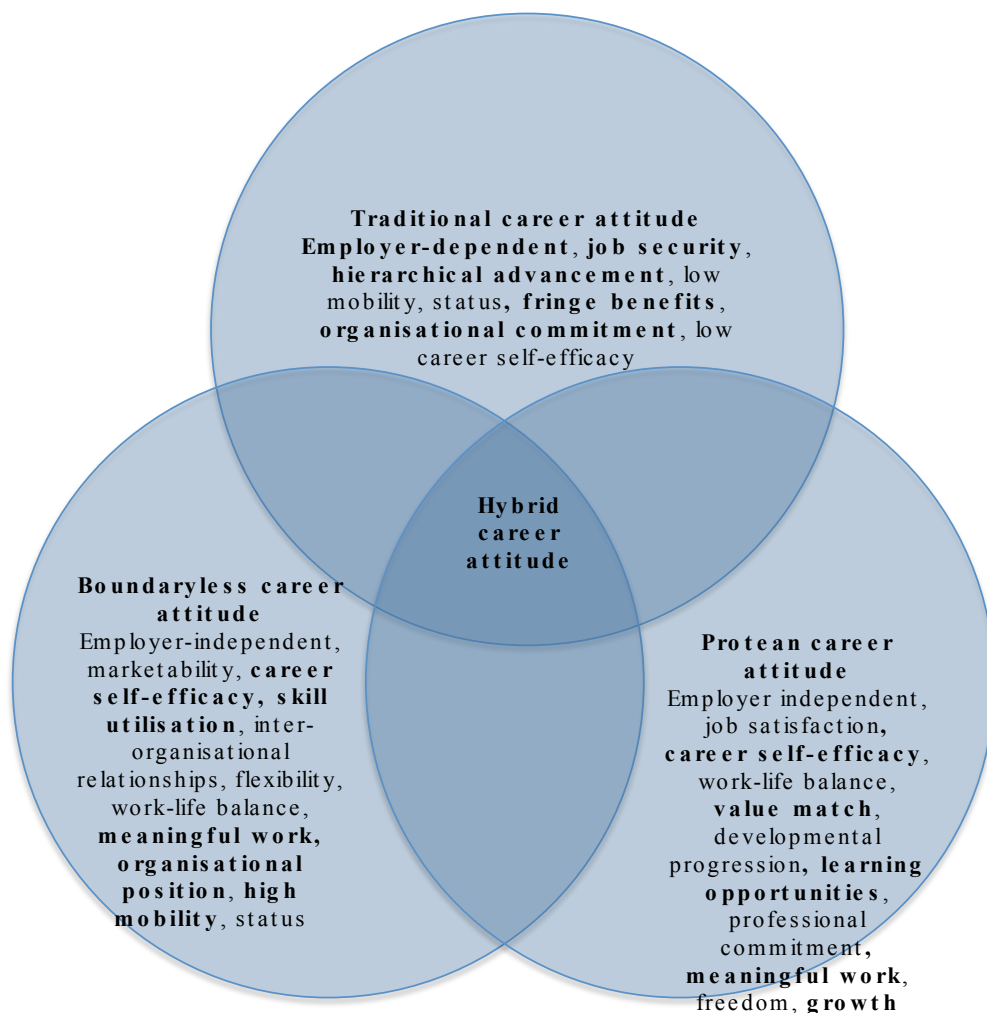 Traditional career attitude
Employer-dependent, job security,
hierarchical advancement, low
mobility, status, fringe benefits,
organisational commitment, low
career self-efficacy
Hybrid
career
attitude
Boundaryless career
attitude
Employer-independent,
marketability, career
self-efficacy, skill
utilisation, inter-
organisational
relationships, flexibility,
work-life balance,
meaningful work,
organisational
position, high
mobility, status
Protean career
attitude
Employer independent,
job satisfaction,
career self-efficacy,
work-life balance,
value match,
developmental
progression, learning
opportunities,
professional
commitment,
meaningful work,
freedom, growth